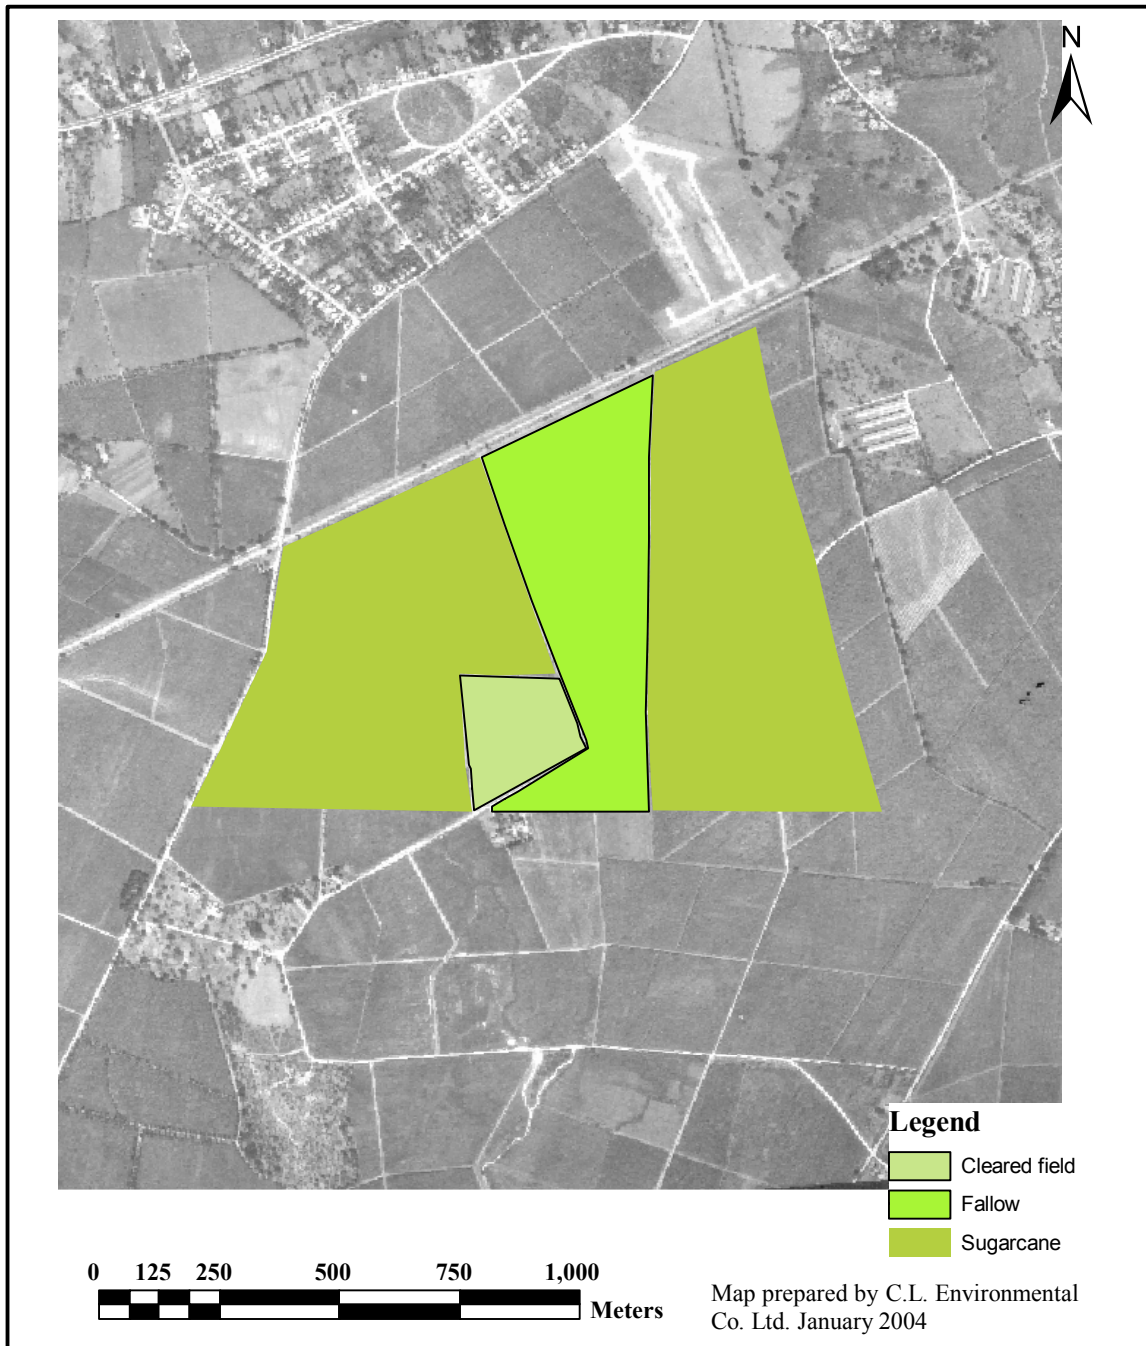 N
Legend
Cleared field
Fallow
Sugarcane
0 125 250 500 750 1,000
Meters
Map prepared by C.L. Environmental
Co. Ltd. January 2004